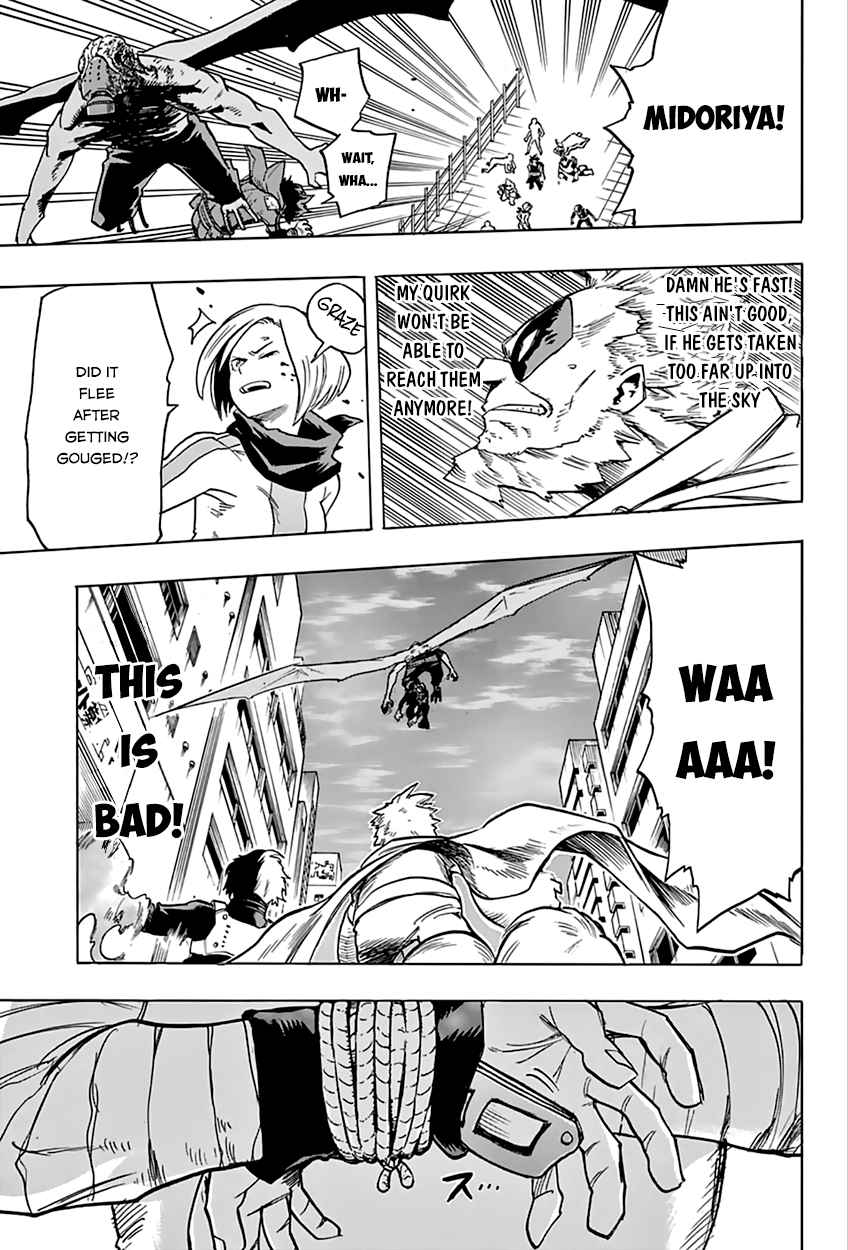 MIDORIYA!
WH-
WAIT,
WHA...
DAMN HE'S FAST!
THIS AIN'T GOOD,
IF HE GETS TAKEN
TOO FAR UP INTO
THE SKY
MY QUIRK
WON'T BE
ABLE TO
REACH THEM
ANYMORE!
GRAZE
DID IT
FLEE
AFTER
GETTING
GOUGED!?
WAA
AAA!
THIS
IS
BAD!
ス...